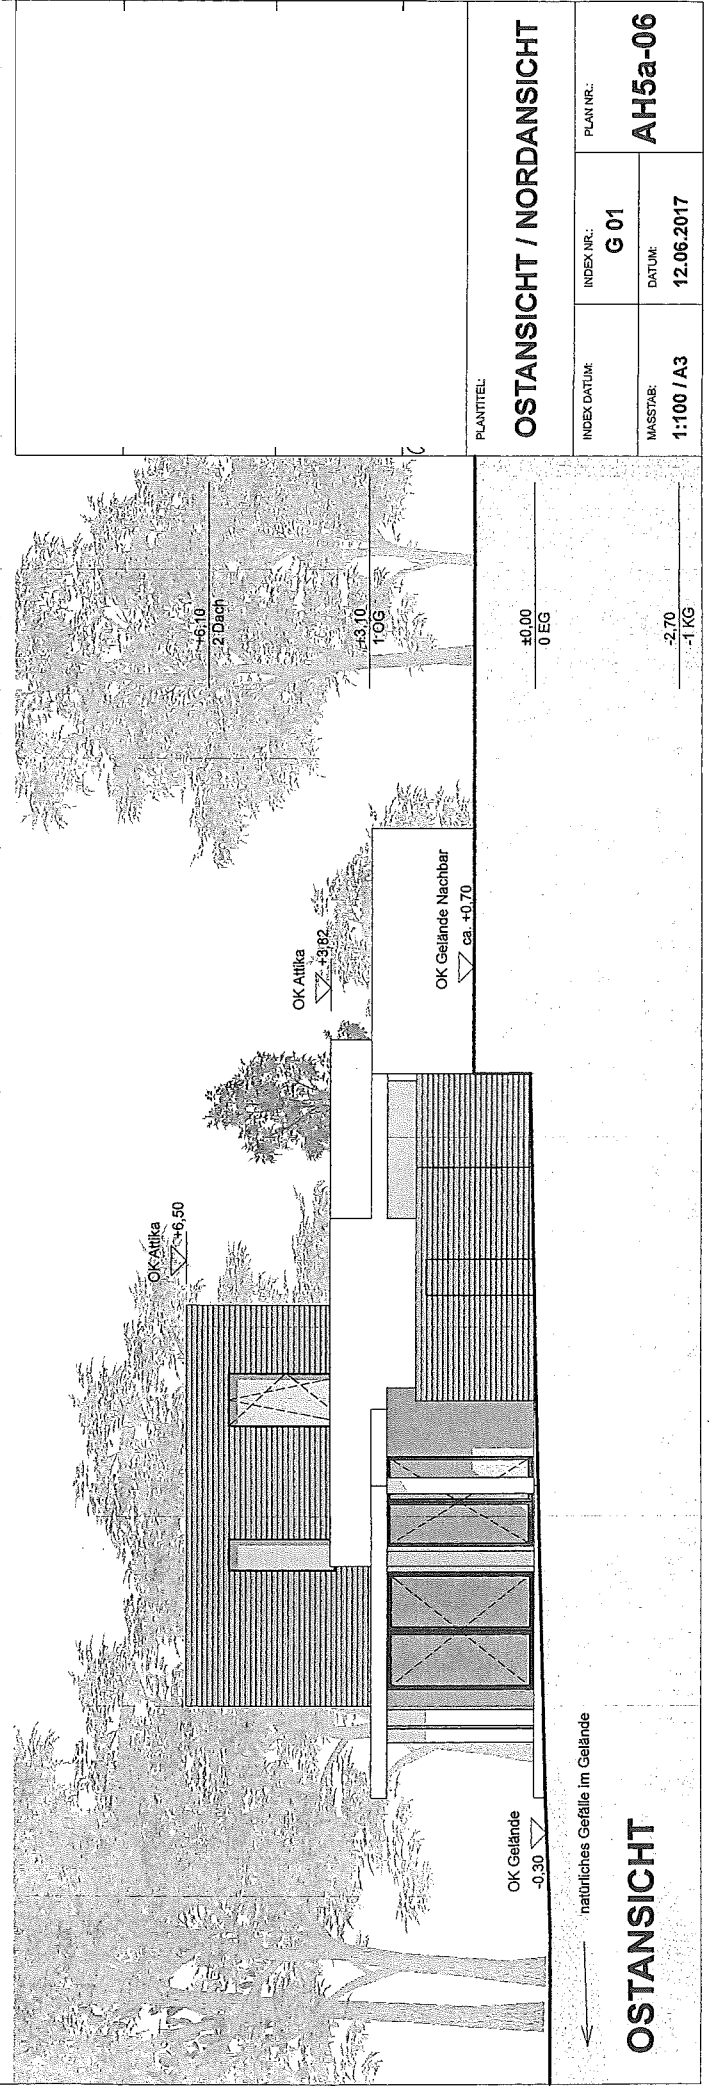 OK Attika
+6,50
OK Attika
+3,82
OK Gelände Nachbar
ca. +0,70
+6,10
2 Dach
+3,10
1 OG
±0,00
0 EG
-2,70
-1 KG
OK Gelände
-0,30
natürliches Gefälle im Gelände
OSTANSICHT
PLANTITEL:
OSTANSICHT / NORDANSICHT
INDEX DATUM:
INDEX NR.:
G 01
PLAN NR.:
AH5a-06
MASSTAB:
1:100 / A3
DATUM:
12.06.2017